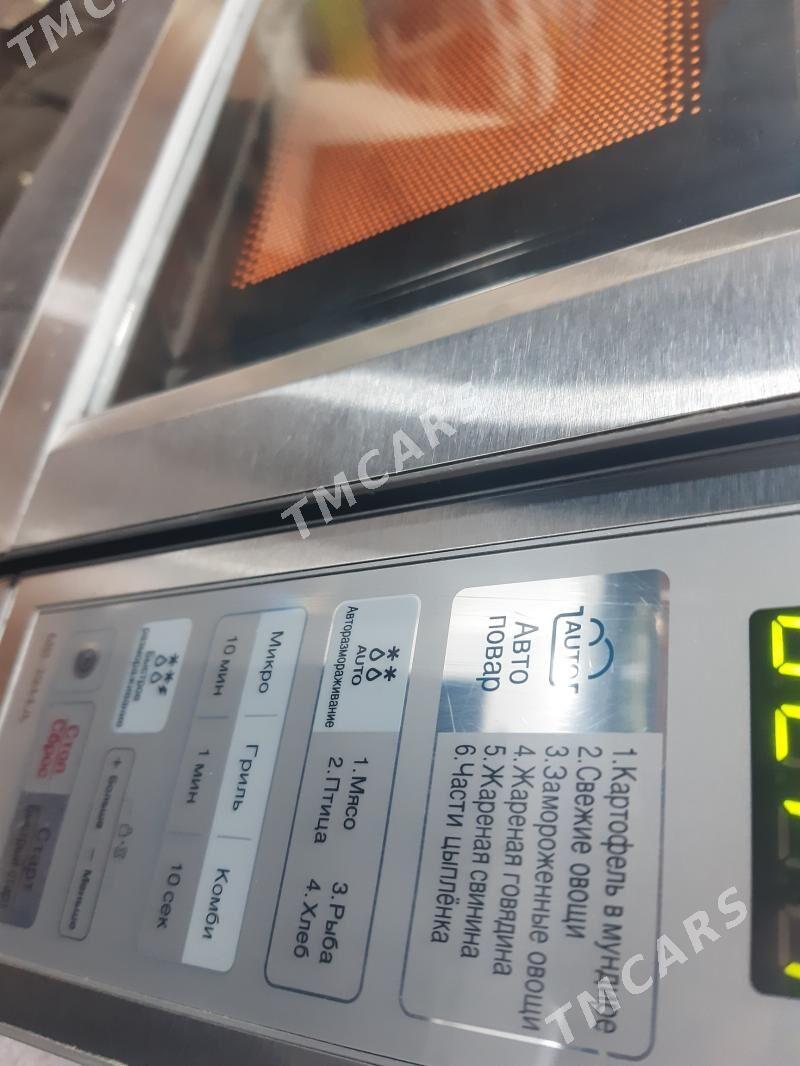 TMCARS
TMCARS
TMCARS
AUTO
Авто
повар
1.Картофель в мундире
2.Свежие овощи
3.Замороженные овощи
4.Жареная говядина
5.Жареная свинина
6.Части цыплёнка
AUTO
Авторазмораживание
1.Мясо
2.Птица
3.Рыба
4.Хлеб
Микро
Гриль
Комби
10 мин
1 мин
10 сек
Быстрое
размораживание
+ Больше
− Меньше
Стоп
Сброс
Старт